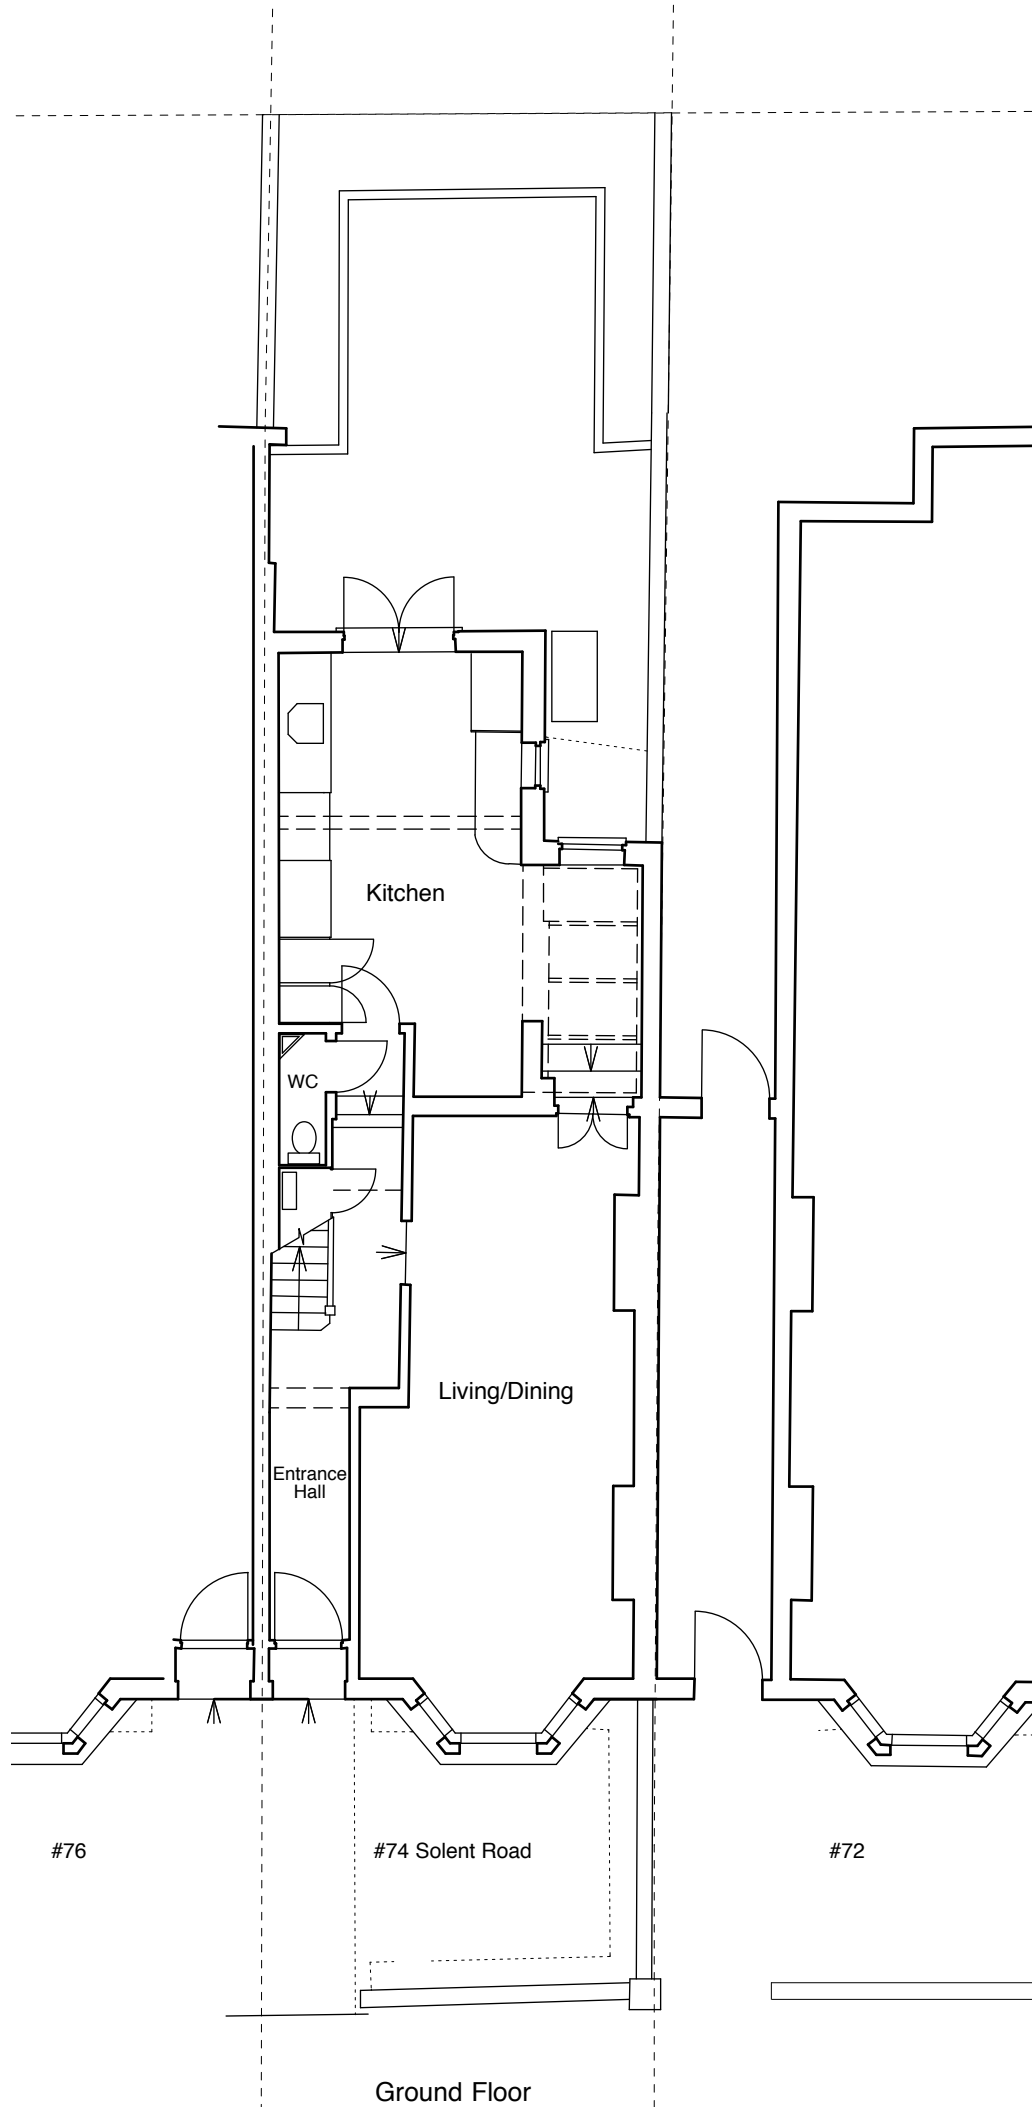 Kitchen
WC
Living/Dining
Entrance
Hall
#76
#74 Solent Road
#72
Ground Floor